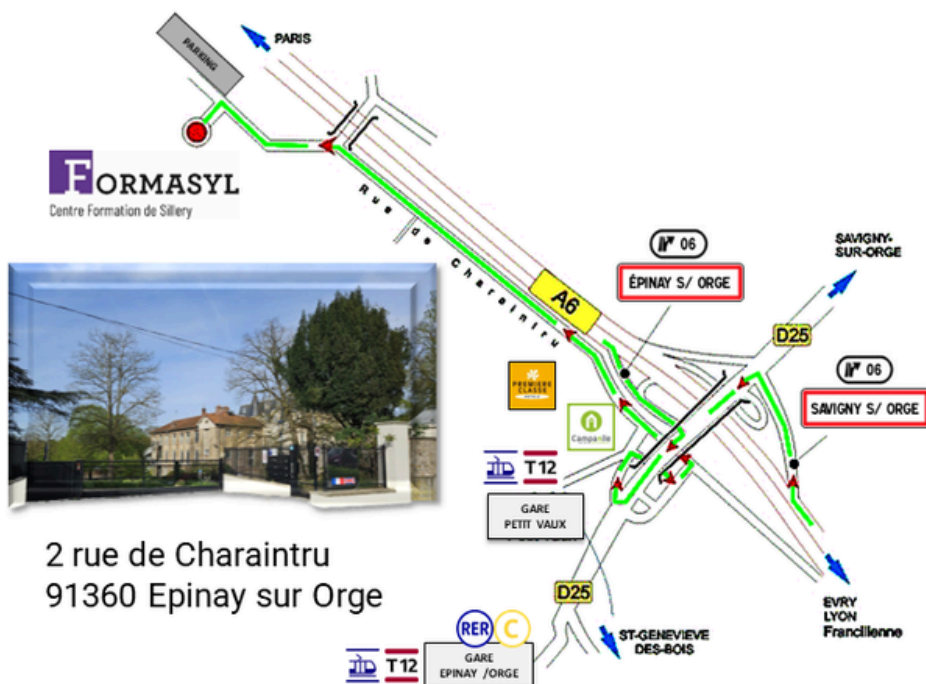 PARKING
PARIS
FORMASYL
Centre Formation de Sillery
Rue de Charaintru
N° 06
ÉPINAY S/ ORGE
SAVIGNY-
SUR-ORGE
A6
D25
N° 06
SAVIGNY S/ ORGE
PREMIERE
CLASSE
Campanile
T12
GARE
PETIT VAUX
2 rue de Charaintru
91360 Epinay sur Orge
D25
EVRY
LYON
Francilienne
RER C
ST-GENEVIEVE
DES-BOIS
T12
GARE
EPINAY /ORGE